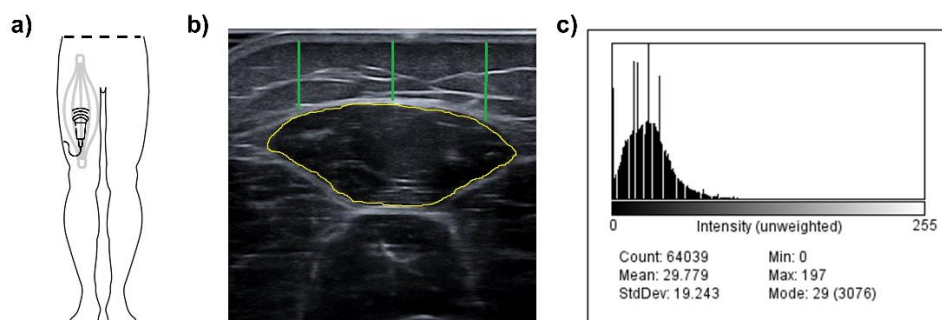 a)
b)
c)
0
255
Intensity (unweighted)
Count: 64039
Min: 0
Mean: 29.779
Max: 197
StdDev: 19.243
Mode: 29 (3076)